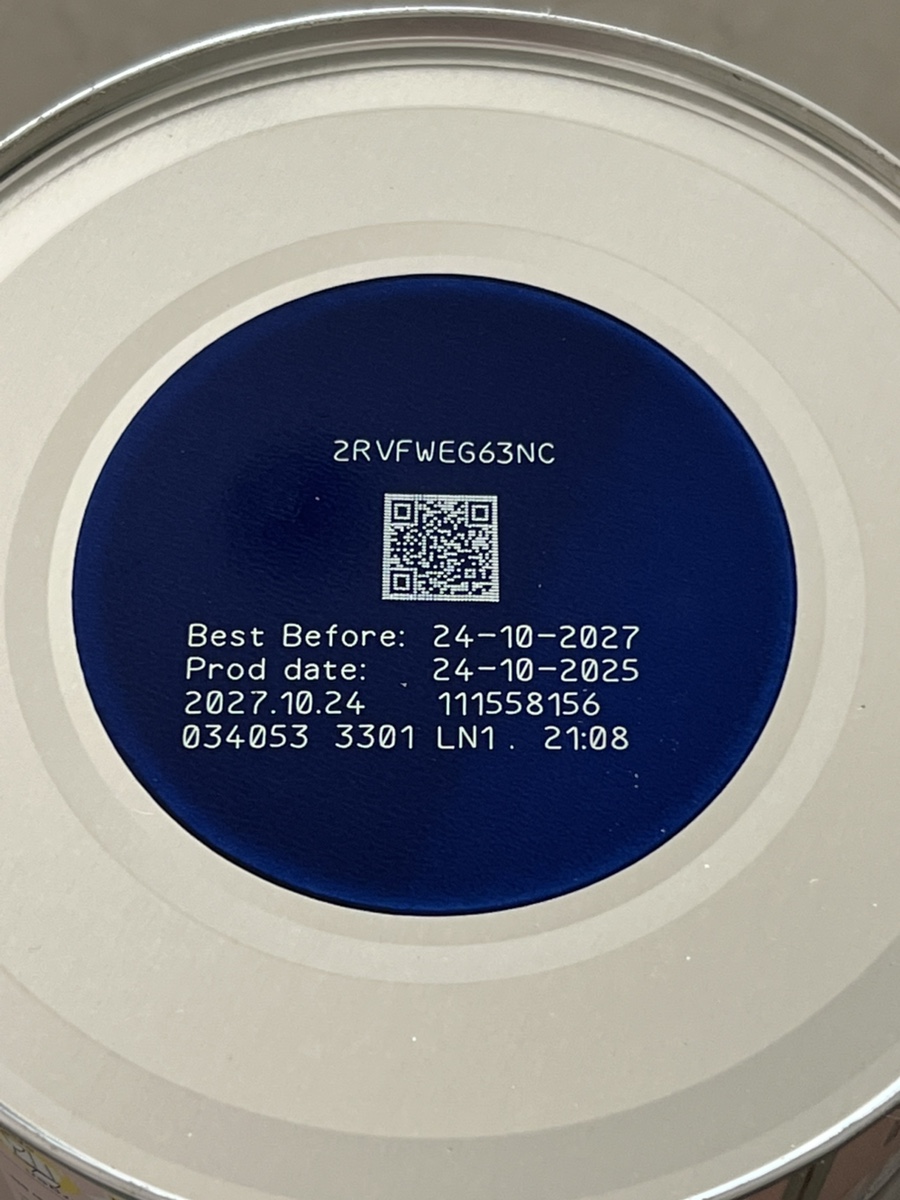 2RVFWEG63NC
Best Before: 24-10-2027
Prod date: 24-10-2025
2027.10.24 111558156
034053 3301 LN1. 21:08